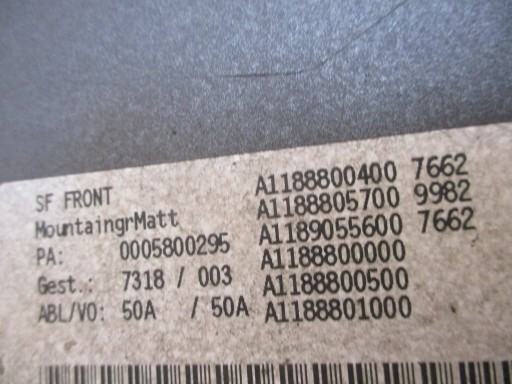 SF FRONT
MountaingrMatt
PA: 0005800295
Gest.: 7318 / 003
ABL/VO: 50A / 50A
A1188800400 7662
A1188805700 9982
A1189055600 7662
A1188800000
A1188800500
A1188801000